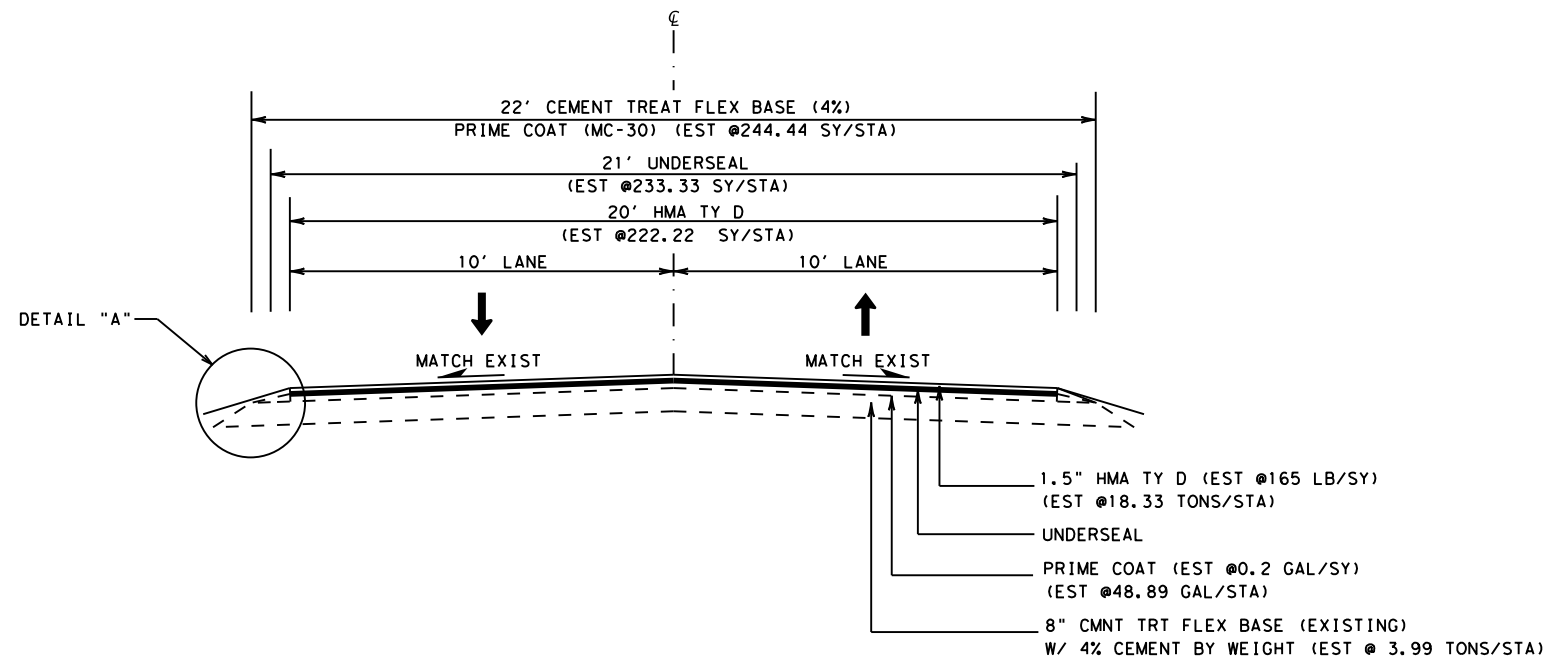 ℄
22' CEMENT TREAT FLEX BASE (4%)
PRIME COAT (MC-30) (EST @244.44 SY/STA)
21' UNDERSEAL
(EST @233.33 SY/STA)
20' HMA TY D
(EST @222.22 SY/STA)
10' LANE
10' LANE
DETAIL "A"
MATCH EXIST
MATCH EXIST
1.5" HMA TY D (EST @165 LB/SY)
(EST @18.33 TONS/STA)
UNDERSEAL
PRIME COAT (EST @0.2 GAL/SY)
(EST @48.89 GAL/STA)
8" CMNT TRT FLEX BASE (EXISTING)
W/ 4% CEMENT BY WEIGHT (EST @ 3.99 TONS/STA)